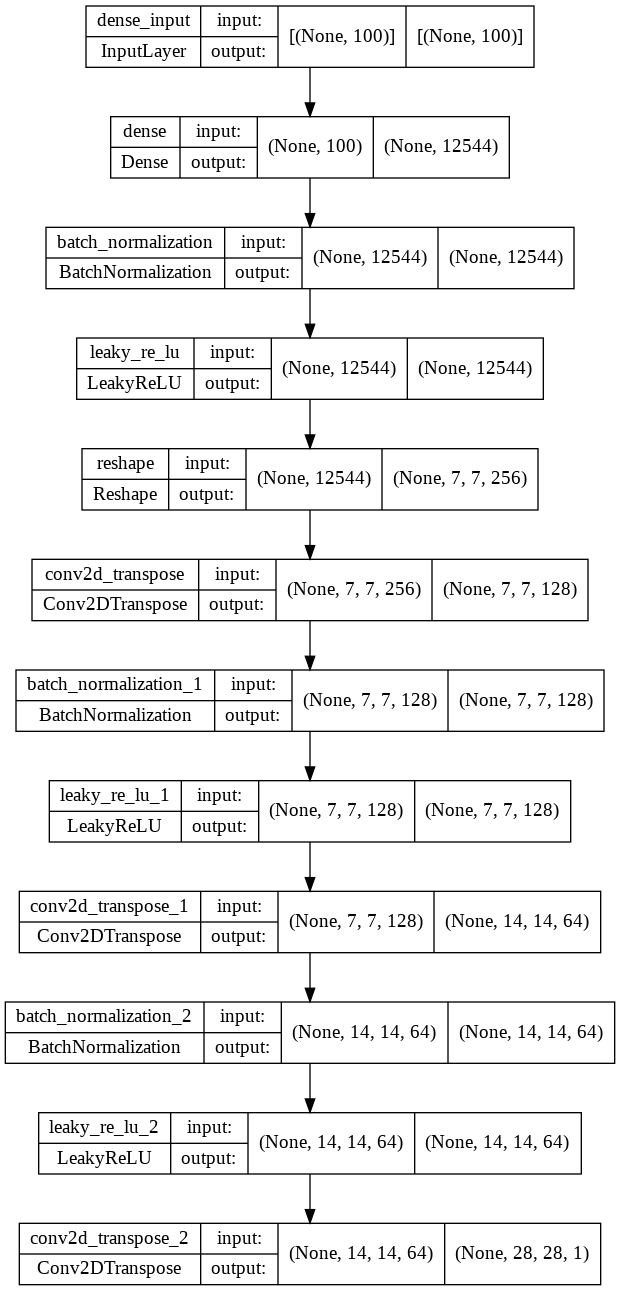 dense_input input: [(None, 100)] [(None, 100)]
InputLayer output:
dense input: (None, 100) (None, 12544)
Dense output:
batch_normalization input: (None, 12544) (None, 12544)
BatchNormalization output:
leaky_re_lu input: (None, 12544) (None, 12544)
LeakyReLU output:
reshape input: (None, 12544) (None, 7, 7, 256)
Reshape output:
conv2d_transpose input: (None, 7, 7, 256) (None, 7, 7, 128)
Conv2DTranspose output:
batch_normalization_1 input: (None, 7, 7, 128) (None, 7, 7, 128)
BatchNormalization output:
leaky_re_lu_1 input: (None, 7, 7, 128) (None, 7, 7, 128)
LeakyReLU output:
conv2d_transpose_1 input: (None, 7, 7, 128) (None, 14, 14, 64)
Conv2DTranspose output:
batch_normalization_2 input: (None, 14, 14, 64) (None, 14, 14, 64)
BatchNormalization output:
leaky_re_lu_2 input: (None, 14, 14, 64) (None, 14, 14, 64)
LeakyReLU output:
conv2d_transpose_2 input: (None, 14, 14, 64) (None, 28, 28, 1)
Conv2DTranspose output: